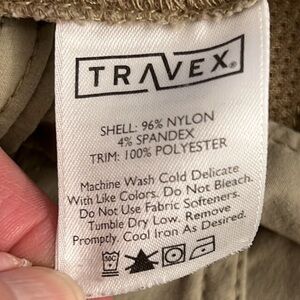 TRAVEX®
SHELL: 96% NYLON
4% SPANDEX
TRIM: 100% POLYESTER
Machine Wash Cold Delicate
With Like Colors. Do Not Bleach.
Do Not Use Fabric Softeners.
Tumble Dry Low. Remove
Promptly. Cool Iron As Desired.